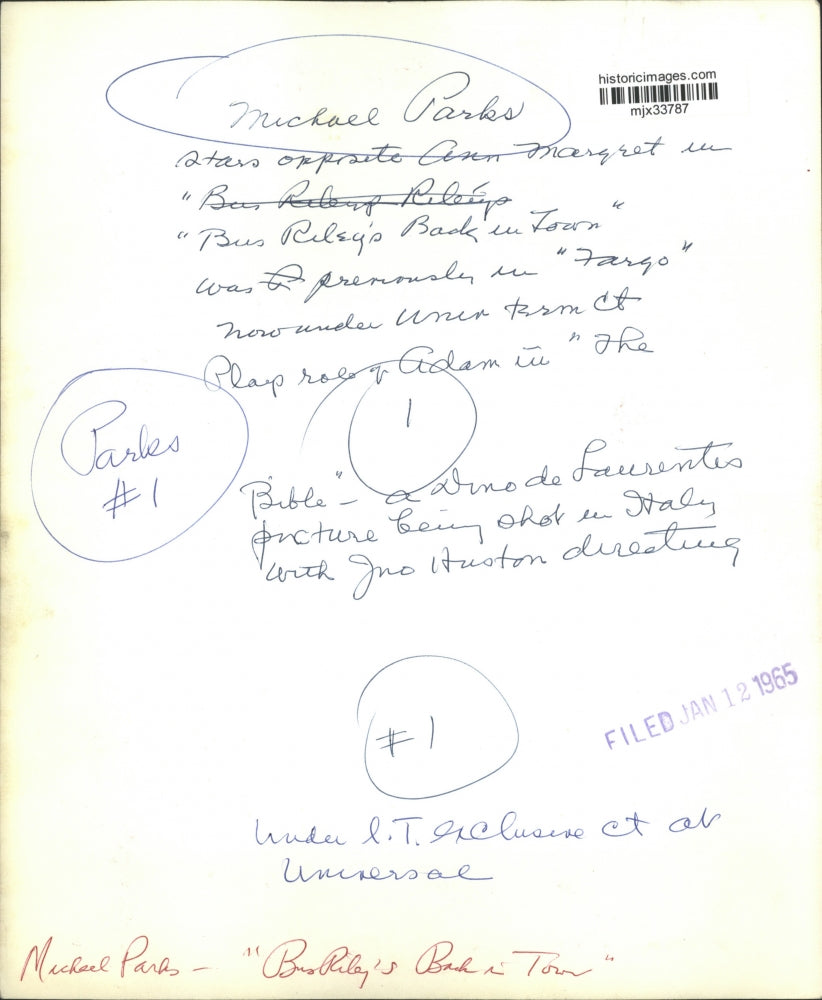 historicimages.com
mjx33787
Michael Parks
stars opposite Ann Margret in
"Bus Rileys Rileys
"Bus Riley's Back in Town"
was previously in "Fargo"
now under Univ term ct
Plays role of Adam in "The
1
Parks
#1
Bible" - a Dino de Laurentis
picture being shot in Italy
with Jno Huston directing
#1
FILED JAN 12 1965
Under L.T. exclusive ct at
Universal
Michael Parks - "Bus Riley's Back in Town"